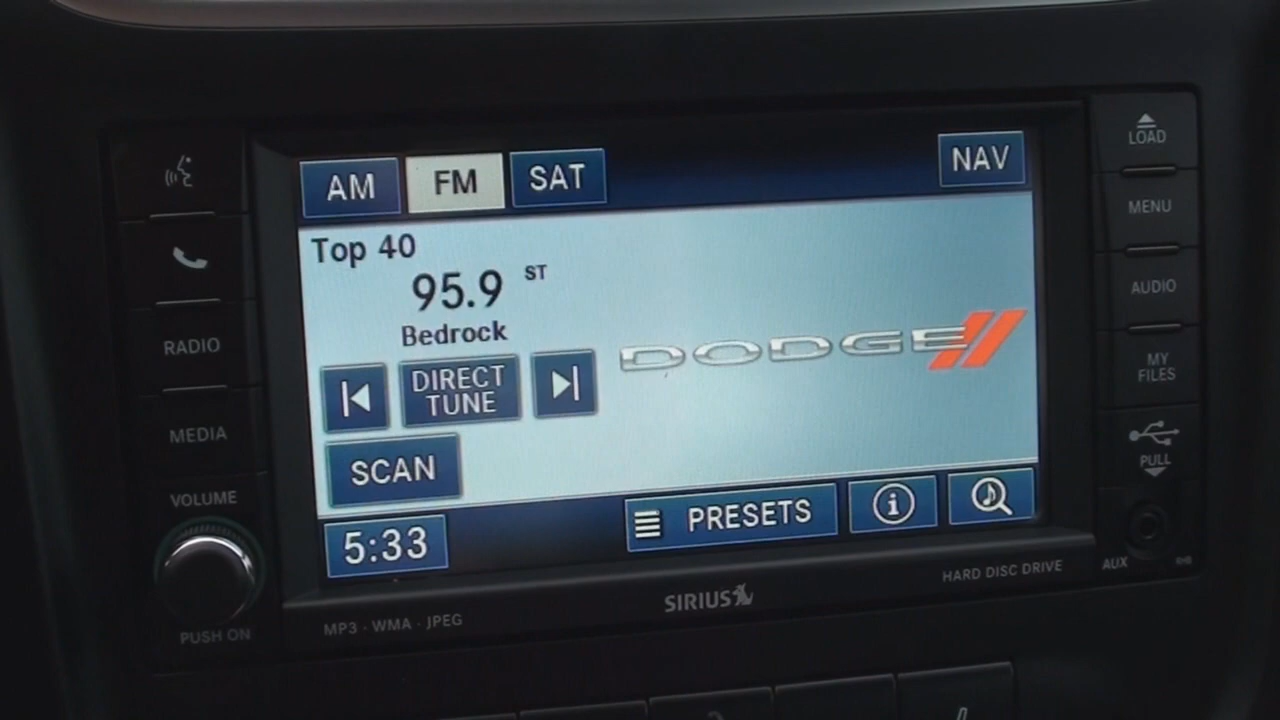 AM FM SAT NAV
Top 40
95.9 ST
Bedrock
DODGE
DIRECT
TUNE
SCAN
5:33 PRESETS i
RADIO
MEDIA
VOLUME
PUSH ON
LOAD
MENU
AUDIO
MY
FILES
PULL
AUX
MP3 · WMA · JPEG
SIRIUS
HARD DISC DRIVE